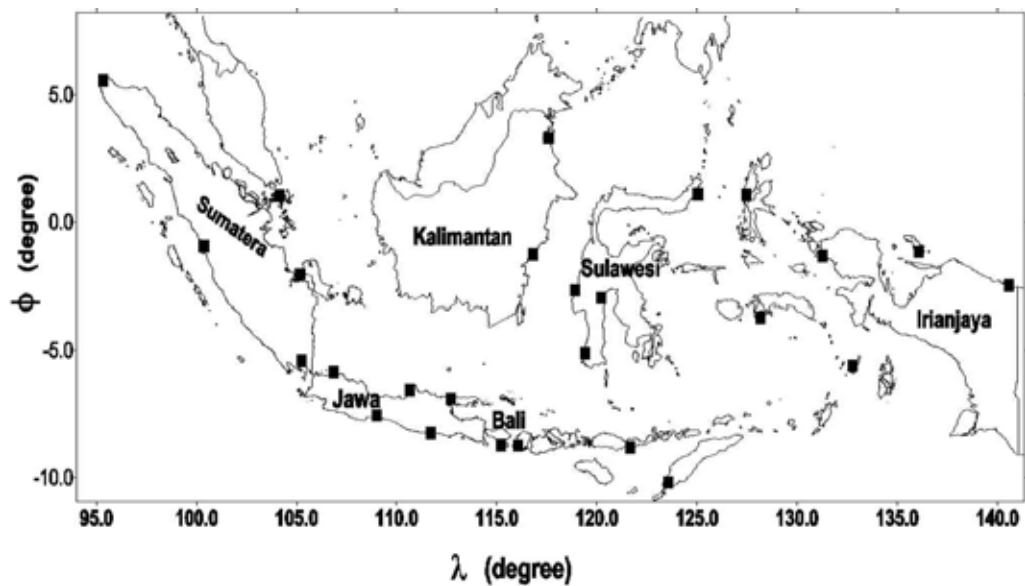 ϕ (degree)
5.0
0.0
-5.0
-10.0
Sumatera
Kalimantan
Sulawesi
Irianjaya
Jawa
Bali
95.0 100.0 105.0 110.0 115.0 120.0 125.0 130.0 135.0 140.0
λ (degree)